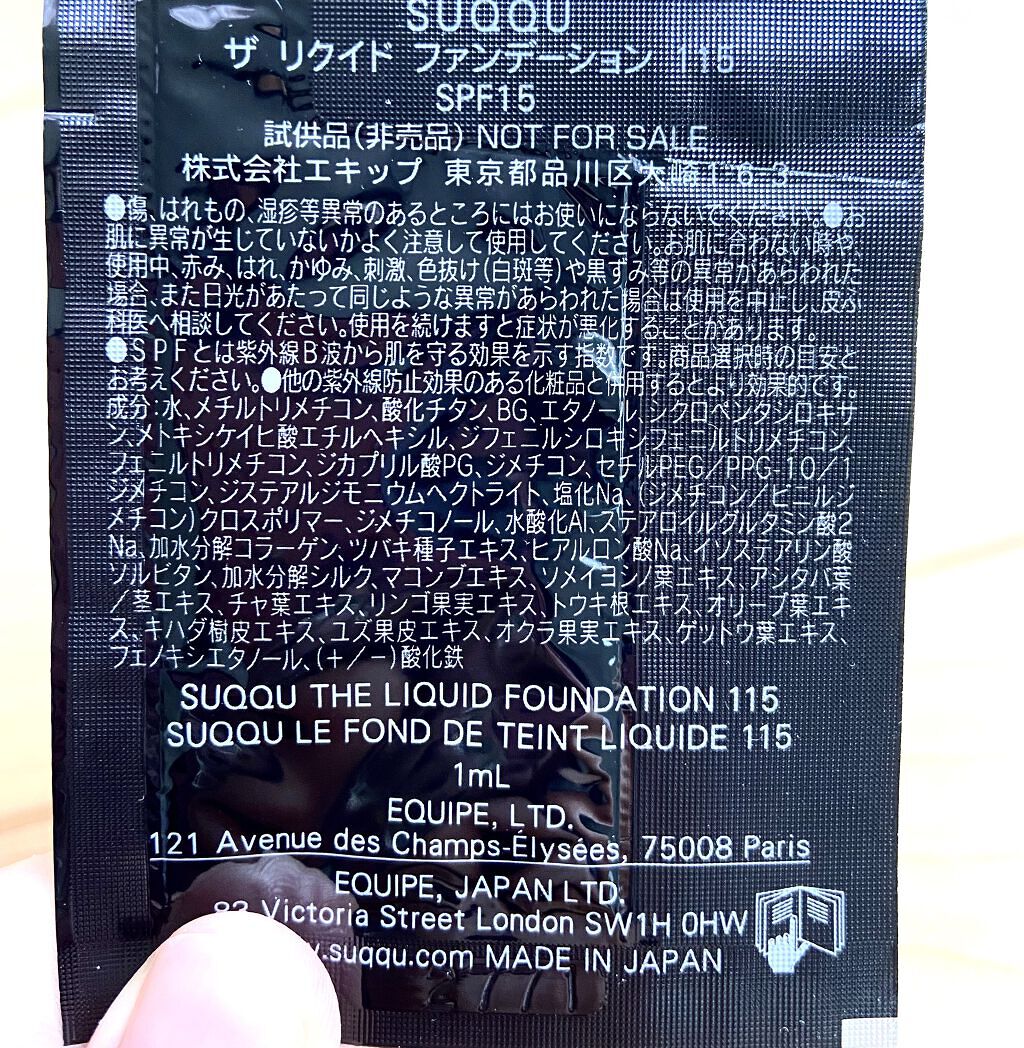 SUQQU
ザ リクイド ファンデーション 115
SPF15
試供品(非売品) NOT FOR SALE
株式会社エキップ 東京都品川区大崎1-6-3
●傷、はれもの、湿疹等異常のあるところにはお使いにならないでください。●お
肌に異常が生じていないかよく注意して使用してください。お肌に合わない時や、
使用中、赤み、はれ、かゆみ、刺激、色抜け(白斑等)や黒ずみ等の異常があらわれた
場合、また日光があたって同じような異常があらわれた場合は使用を中止し、皮ふ
科医へ相談してください。使用を続けますと症状が悪化することがあります。
●SPFとは紫外線B波から肌を守る効果を示す指数です。商品選択時の目安と
お考えください。●他の紫外線防止効果のある化粧品と併用するとより効果的です。
成分:水、メチルトリメチコン、酸化チタン、BG、エタノール、シクロペンタシロキサ
ン、メトキシケイヒ酸エチルヘキシル、ジフェニルシロキシフェニルトリメチコン、
フェニルトリメチコン、ジカプリル酸PG、ジメチコン、セチルPEG/PPG-10/1
ジメチコン、ジステアルジモニウムヘクトライト、塩化Na、(ジメチコン/ビニルジ
メチコン)クロスポリマー、ジメチコノール、水酸化Al、ステアロイルグルタミン酸2
Na、加水分解コラーゲン、ツバキ種子エキス、ヒアルロン酸Na、イソステアリン酸
ソルビタン、加水分解シルク、マコンブエキス、ソメイヨシノ葉エキス、アシタバ葉
/茎エキス、チャ葉エキス、リンゴ果実エキス、トウキ根エキス、オリーブ葉エキ
ス、キハダ樹皮エキス、ユズ果皮エキス、オクラ果実エキス、ゲットウ葉エキス、
フェノキシエタノール、(+/-)酸化鉄
SUQQU THE LIQUID FOUNDATION 115
SUQQU LE FOND DE TEINT LIQUIDE 115
1mL
EQUIPE, LTD.
121 Avenue des Champs-Élysées, 75008 Paris
EQUIPE, JAPAN LTD.
Victoria Street London SW1H 0HW
.suqqu.com MADE IN JAPAN